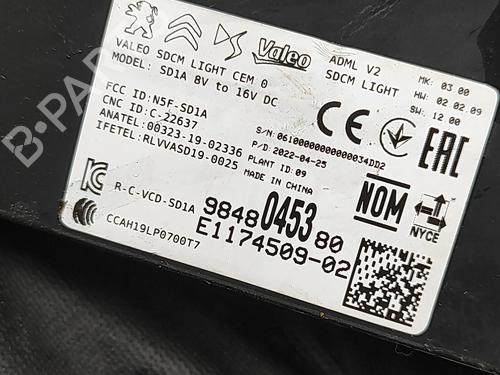 Valeo
ADML V2
SDCM LIGHT
MK: 03 00
HW: 02 02.09
SW: 12 00
VALEO SDCM LIGHT CEM 0
MODEL: SD1A 8V to 16V DC
FCC ID:N5F-SD1A
CNC ID:C-22637
ANATEL:00323-19-02336
IFETEL:RLVVASD19-0025
S/N:0610000000000000034DD2
P/D:2022-04-25
PLANT ID:09
MADE IN CHINA
CE
EAC
R-C-VCD-SD1A
CCAH19LP0700T7
9848045380
E1174509-02
NOM
NYCE